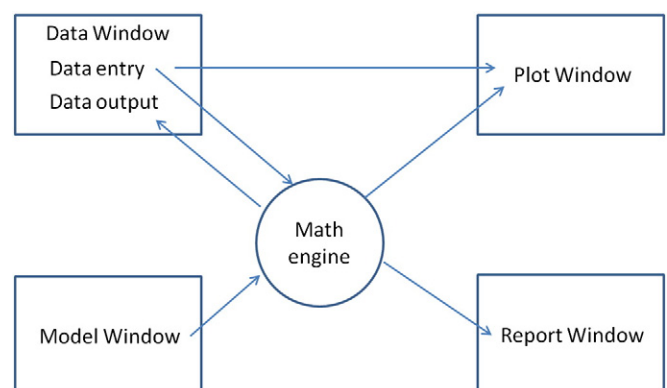 Data Window
Data entry
Data output
Plot Window
Math
engine
Model Window
Report Window